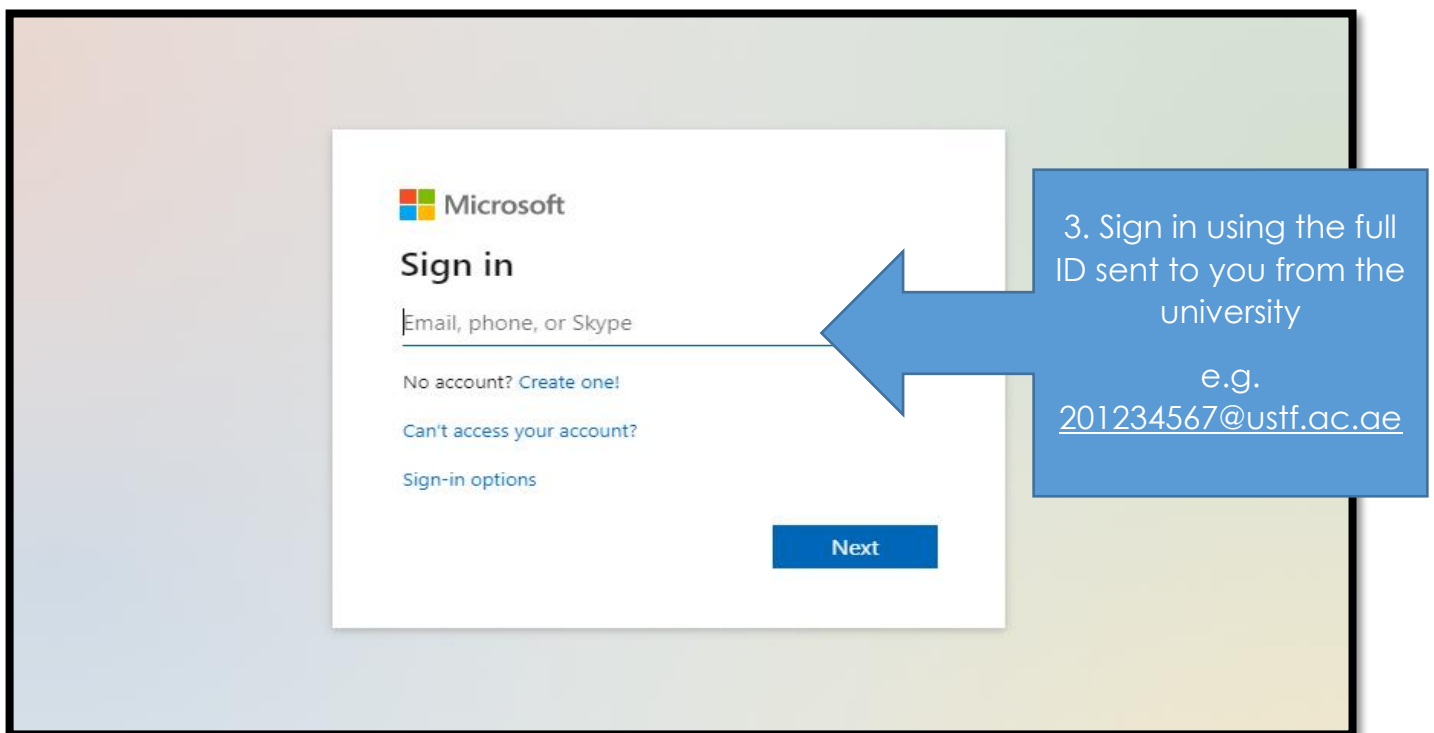 Microsoft
Sign in
Email, phone, or Skype
No account? Create one!
Can't access your account?
Sign-in options
Next
3. Sign in using the full
ID sent to you from the
university
e.g.
201234567@ustf.ac.ae